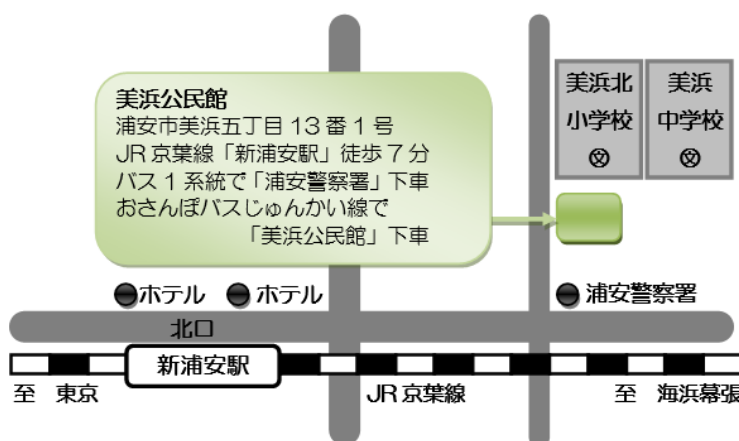 美浜公民館
浦安市美浜五丁目13番1号
JR京葉線「新浦安駅」徒歩7分
バス1系統で「浦安警察署」下車
おさんぽバスじゅんかい線で
「美浜公民館」下車
美浜北
小学校
文
美浜
中学校
文
ホテル
ホテル
浦安警察署
北口
新浦安駅
至 東京
JR京葉線
至 海浜幕張